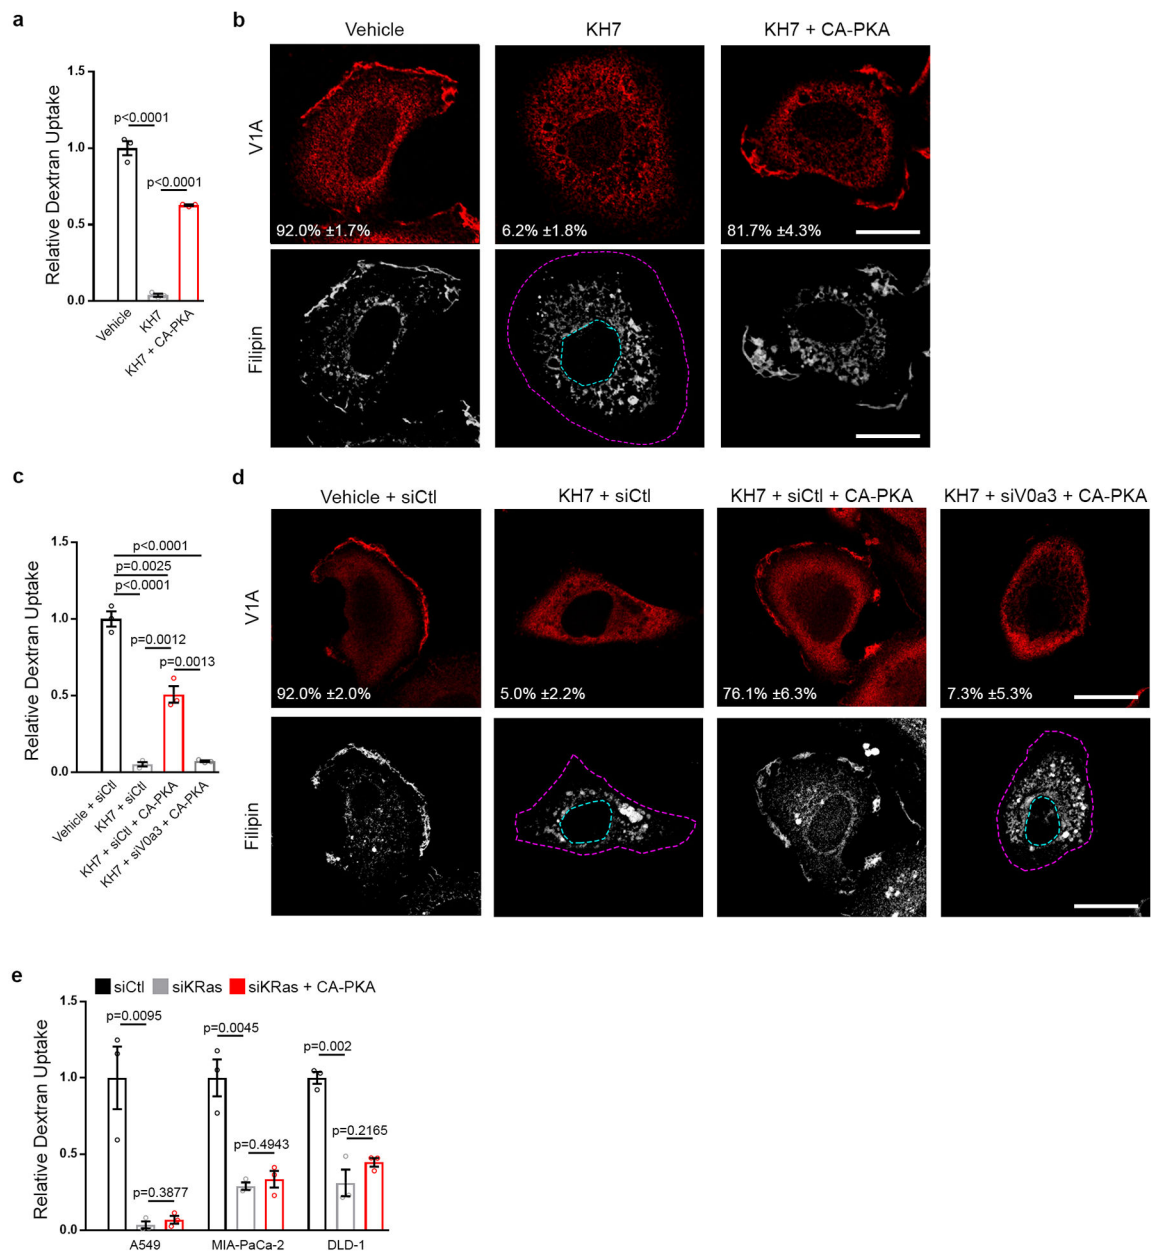 a
Relative Dextran Uptake
1.5
1.0
0.5
0.0
p<0.0001
p<0.0001
Vehicle
KH7
KH7 + CA-PKA
b
Vehicle
KH7
KH7 + CA-PKA
V1A
92.0% ±1.7%
6.2% ±1.8%
81.7% ±4.3%
Filipin
c
Relative Dextran Uptake
1.5
1.0
0.5
0.0
p<0.0001
p=0.0025
p<0.0001
p=0.0012
p=0.0013
Vehicle + siCtl
KH7 + siCtl
KH7 + siCtl + CA-PKA
KH7 + siV0a3 + CA-PKA
d
Vehicle + siCtl
KH7 + siCtl
KH7 + siCtl + CA-PKA
KH7 + siV0a3 + CA-PKA
V1A
92.0% ±2.0%
5.0% ±2.2%
76.1% ±6.3%
7.3% ±5.3%
Filipin
e
siCtl
siKRas
siKRas + CA-PKA
Relative Dextran Uptake
1.5
1.0
0.5
0.0
p=0.0095
p=0.3877
p=0.0045
p=0.4943
p=0.002
p=0.2165
A549
MIA-PaCa-2
DLD-1